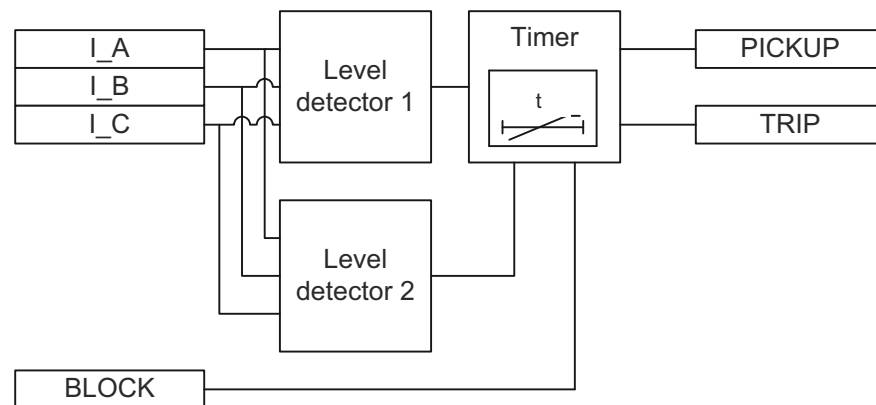 I_A
I_B
I_C
Level
detector 1
Timer
t
PICKUP
TRIP
Level
detector 2
BLOCK